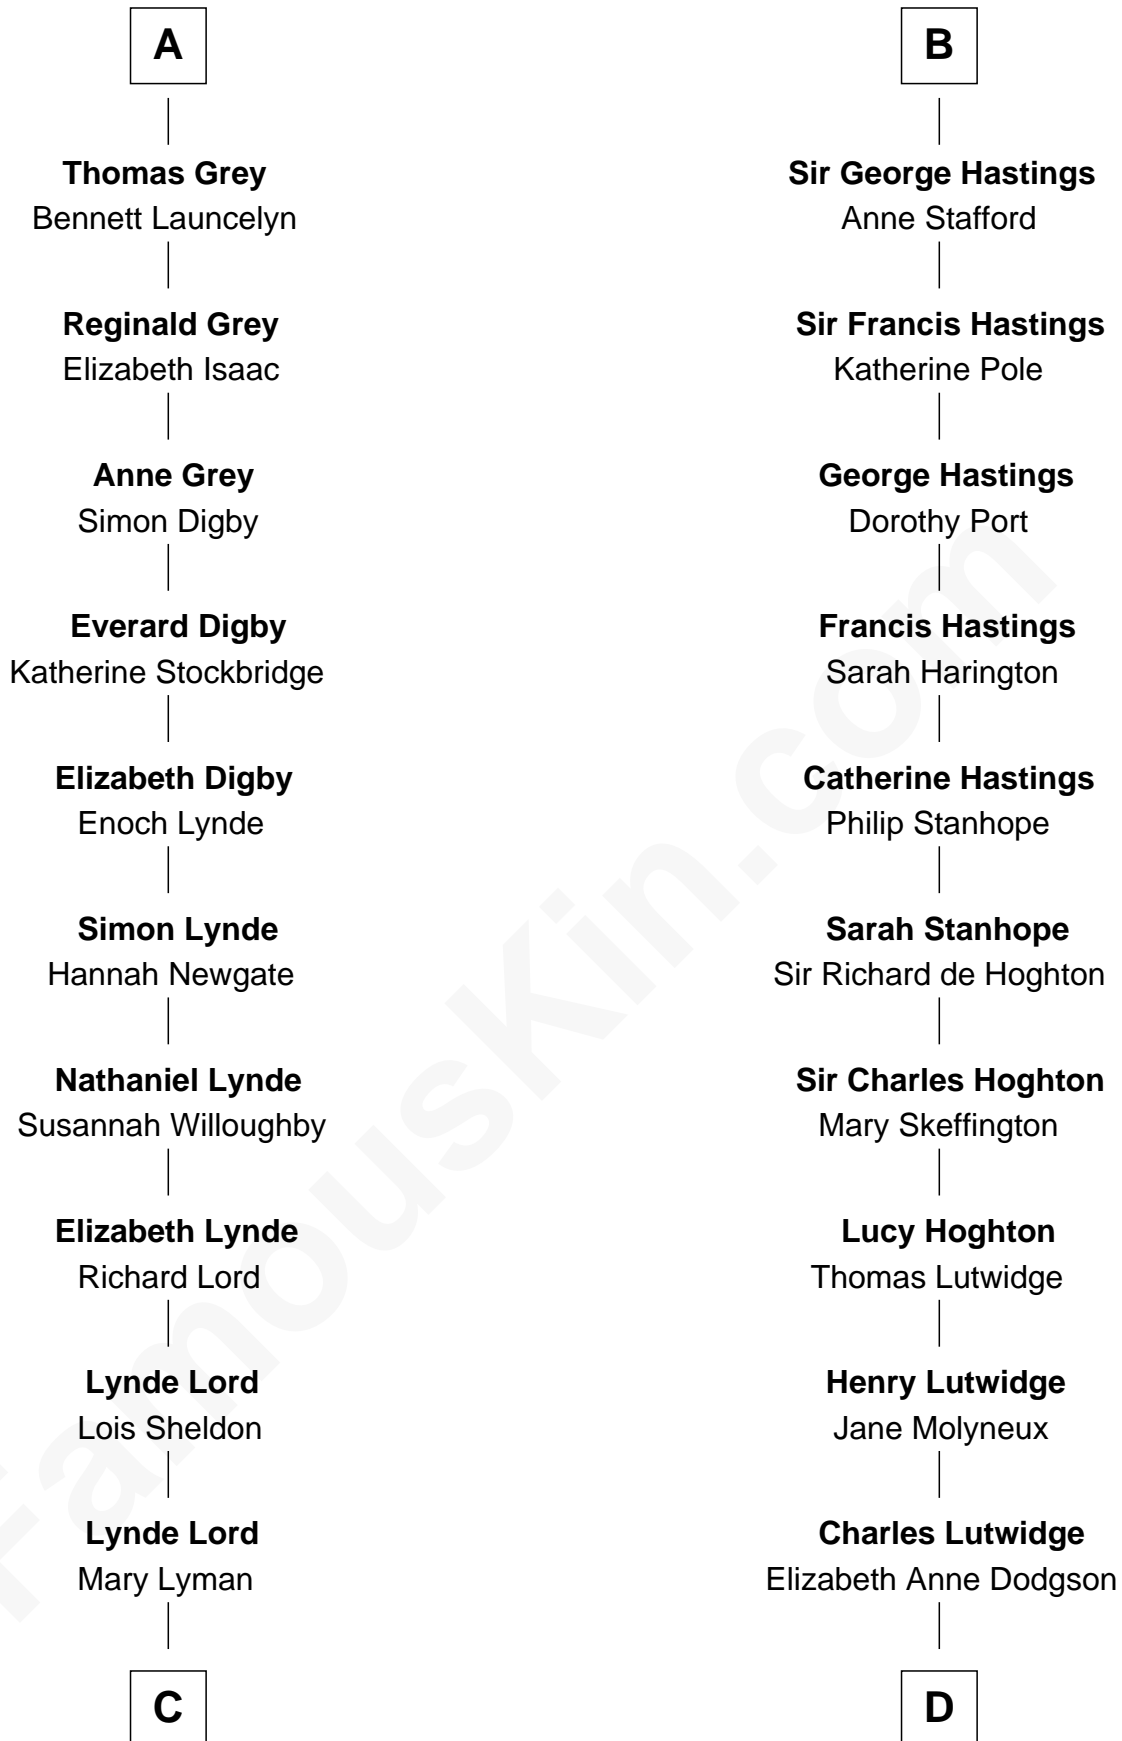 A
Thomas Grey
Bennett Launcelyn
Reginald Grey
Elizabeth Isaac
Anne Grey
Simon Digby
Everard Digby
Katherine Stockbridge
Elizabeth Digby
Enoch Lynde
Simon Lynde
Hannah Newgate
Nathaniel Lynde
Susannah Willoughby
Elizabeth Lynde
Richard Lord
Lynde Lord
Lois Sheldon
Lynde Lord
Mary Lyman
C
B
Sir George Hastings
Anne Stafford
Sir Francis Hastings
Katherine Pole
George Hastings
Dorothy Port
Francis Hastings
Sarah Harington
Catherine Hastings
Philip Stanhope
Sarah Stanhope
Sir Richard de Hoghton
Sir Charles Hoghton
Mary Skeffington
Lucy Hoghton
Thomas Lutwidge
Henry Lutwidge
Jane Molyneux
Charles Lutwidge
Elizabeth Anne Dodgson
D
FamousKin.com